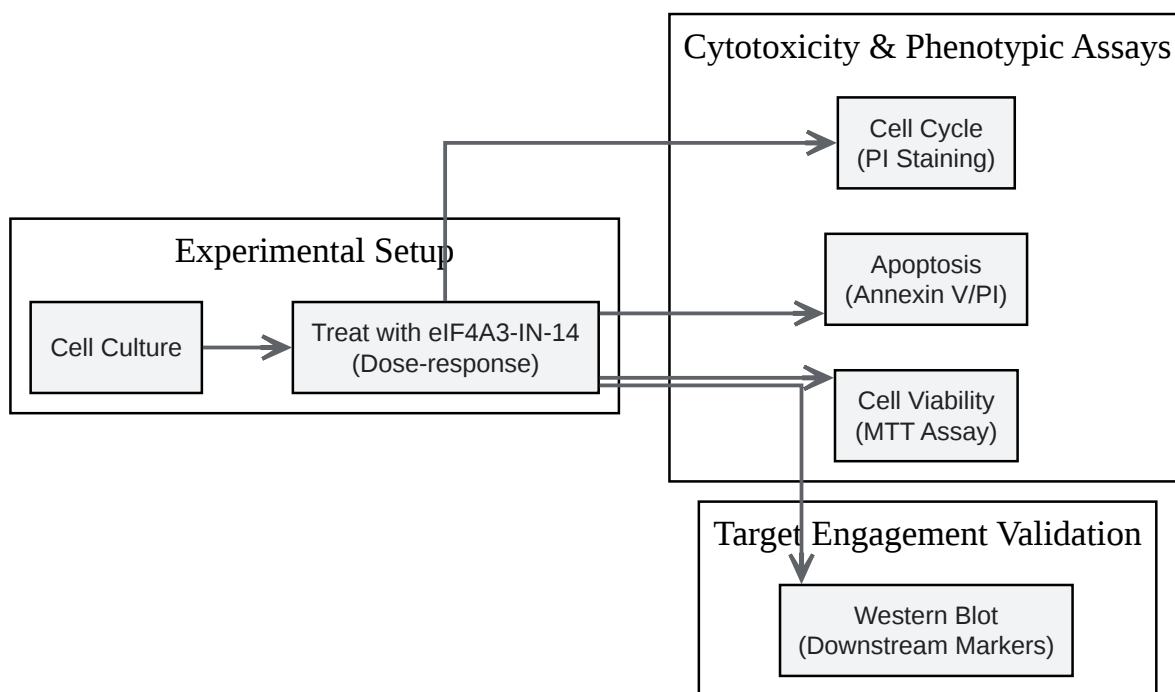 Cytotoxicity & Phenotypic Assays
Cell Cycle
(PI Staining)
Experimental Setup
Apoptosis
(Annexin V/PI)
Cell Culture
Treat with eIF4A3-IN-14
(Dose-response)
Cell Viability
(MTT Assay)
Target Engagement Validation
Western Blot
(Downstream Markers)